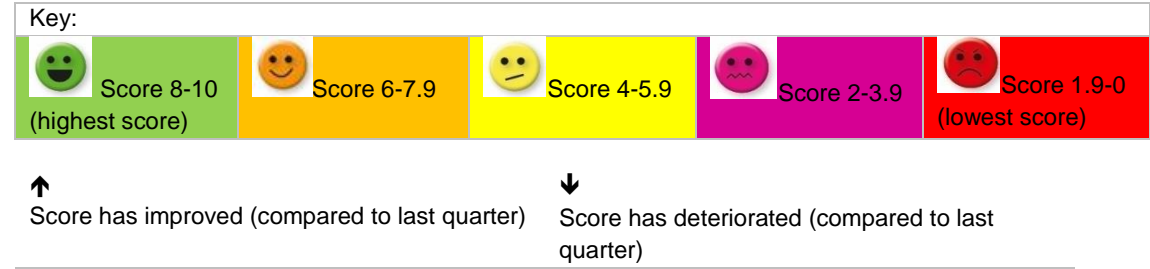 Key:
Score 8-10
(highest score)
Score 6-7.9
Score 4-5.9
Score 2-3.9
Score 1.9-0
(lowest score)
↑
Score has improved (compared to last quarter)
↓
Score has deteriorated (compared to last
quarter)